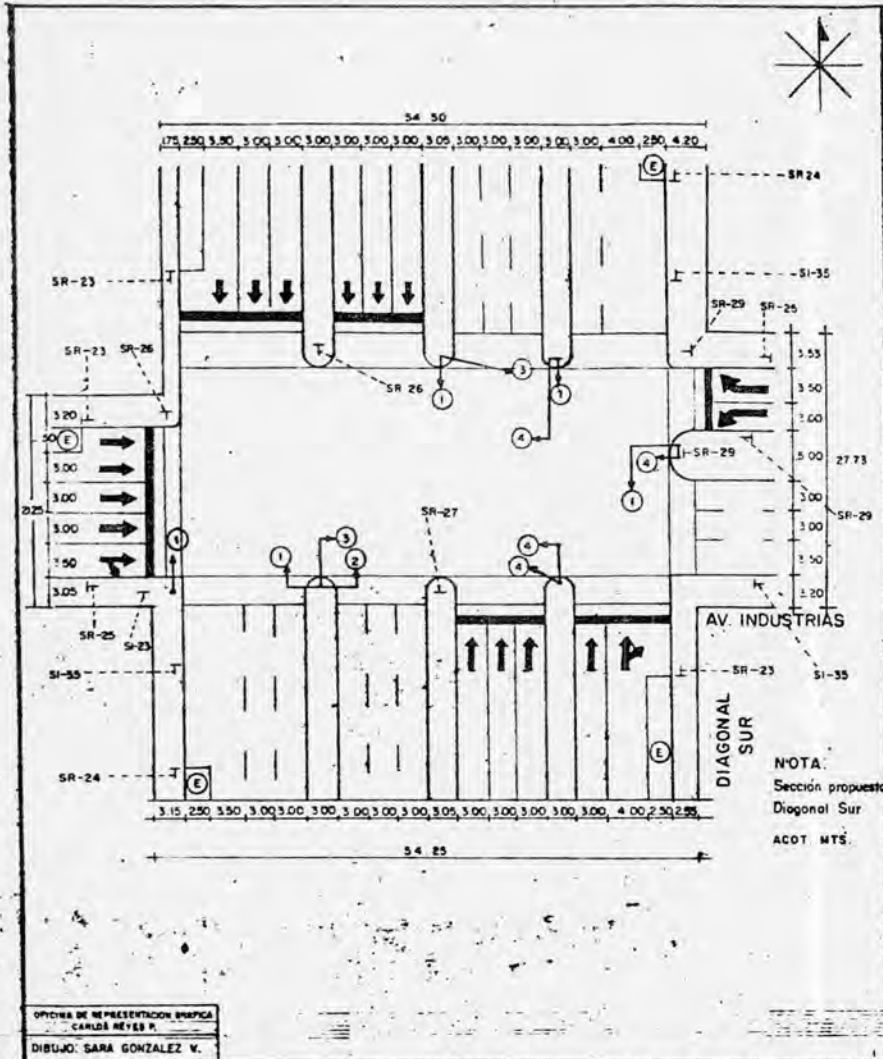 54 50
1.75 2.50 3.50 3.00 3.00 3.00 3.00 3.00 3.00 3.05 3.00 3.00 3.00 3.00 3.00 4.00 2.50 4.20
E
SR 24
SR-23
SI-35
SR-29
SR-25
SR-23
SR-26
SR 26
3
1
1
4
3.53
3.50
3.00
5.00
3.00
3.00
3.50
3.20
27.73
3.20
E
3.00
3.00
3.00
3.50
3.05
4
SR-29
1
SR-29
SR-27
1
3
2
4
4
SR-25
SI-23
AV. INDUSTRIAS
SI-35
SR-23
SI-35
SR-24
E
E
DIAGONAL
SUR
NOTA:
Sección propuesta
Diagonal Sur
ACOT MTS.
3.15 2.50 3.50 3.00 3.00 3.00 3.00 3.00 3.00 3.05 3.00 3.00 3.00 3.00 3.00 4.00 2.50 2.55
54 25
OFICINA DE REPRESENTACION GRAFICA
CARLOS REYES P.
DIBUJO: SARA GONZALEZ V.